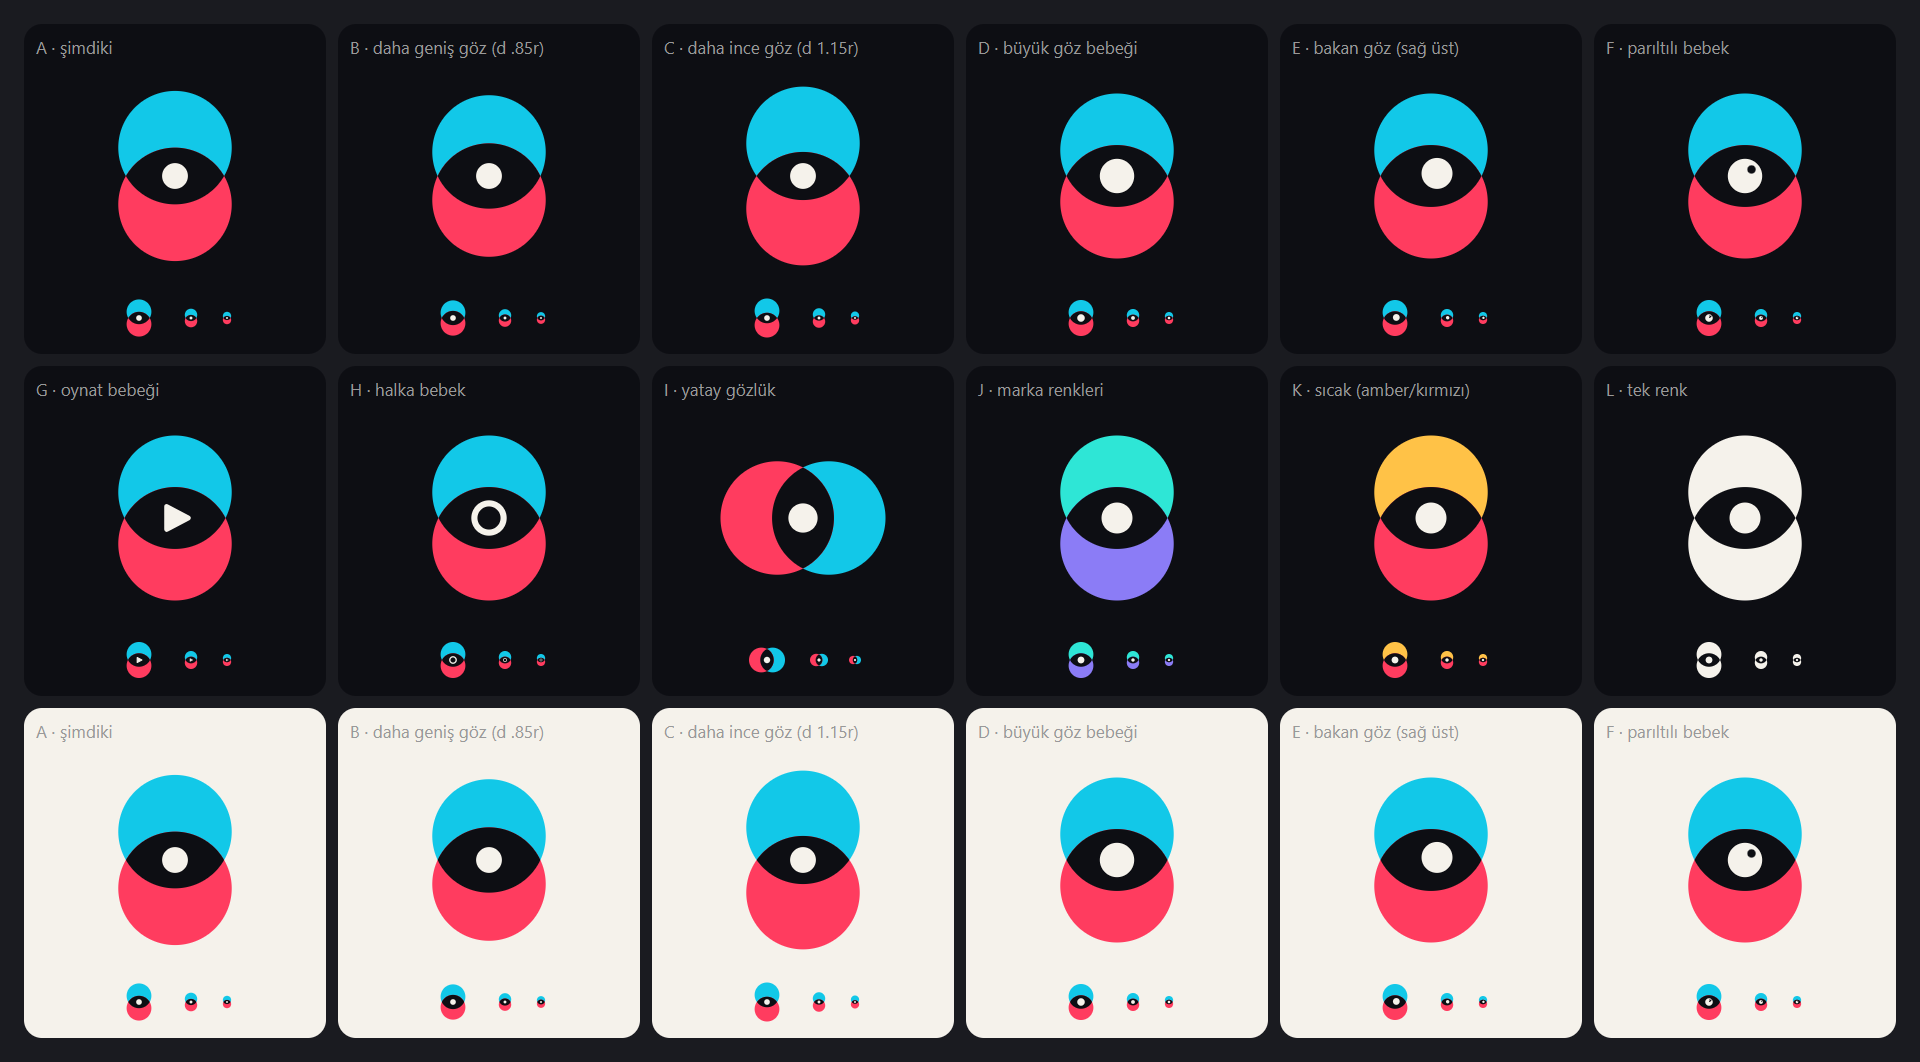 A · şimdiki
B · daha geniş göz (d .85r)
C · daha ince göz (d 1.15r)
D · büyük göz bebeği
E · bakan göz (sağ üst)
F · parıltılı bebek
G · oynat bebeği
H · halka bebek
I · yatay gözlük
J · marka renkleri
K · sıcak (amber/kırmızı)
L · tek renk
A · şimdiki
B · daha geniş göz (d .85r)
C · daha ince göz (d 1.15r)
D · büyük göz bebeği
E · bakan göz (sağ üst)
F · parıltılı bebek